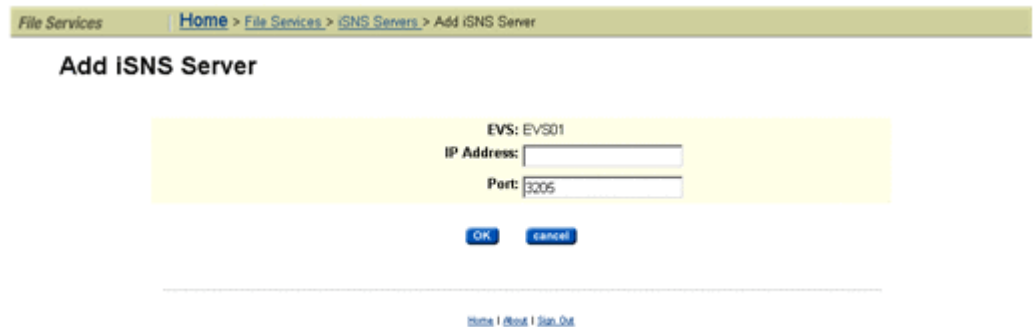 File Services Home > File Services > iSNS Servers > Add iSNS Server
Add iSNS Server
EVS: EVS01
IP Address:
Port: 3205
OK cancel
Home | About | Sign Out